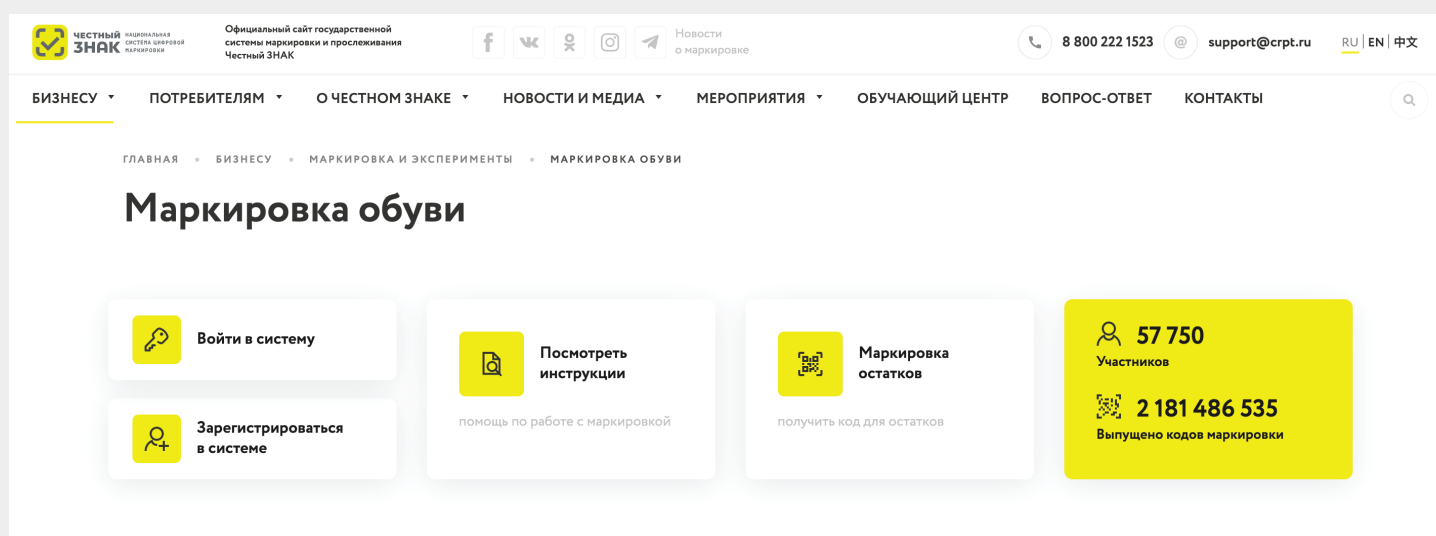 ЧЕСТНЫЙ
ЗНАК
НАЦИОНАЛЬНАЯ
СИСТЕМА ЦИФРОВОЙ
МАРКИРОВКИ
Официальный сайт государственной
системы маркировки и прослеживания
Честный ЗНАК
Новости
о маркировке
8 800 222 1523
@
support@crpt.ru
RU | EN | 中文
БИЗНЕСУ
ПОТРЕБИТЕЛЯМ
О ЧЕСТНОМ ЗНАКЕ
НОВОСТИ И МЕДИА
МЕРОПРИЯТИЯ
ОБУЧАЮЩИЙ ЦЕНТР
ВОПРОС-ОТВЕТ
КОНТАКТЫ
ГЛАВНАЯ • БИЗНЕСУ • МАРКИРОВКА И ЭКСПЕРИМЕНТЫ • МАРКИРОВКА ОБУВИ
Маркировка обуви
Войти в систему
Зарегистрироваться
в системе
Посмотреть
инструкции
помощь по работе с маркировкой
Маркировка
остатков
получить код для остатков
57 750
Участников
2 181 486 535
Выпущено кодов маркировки